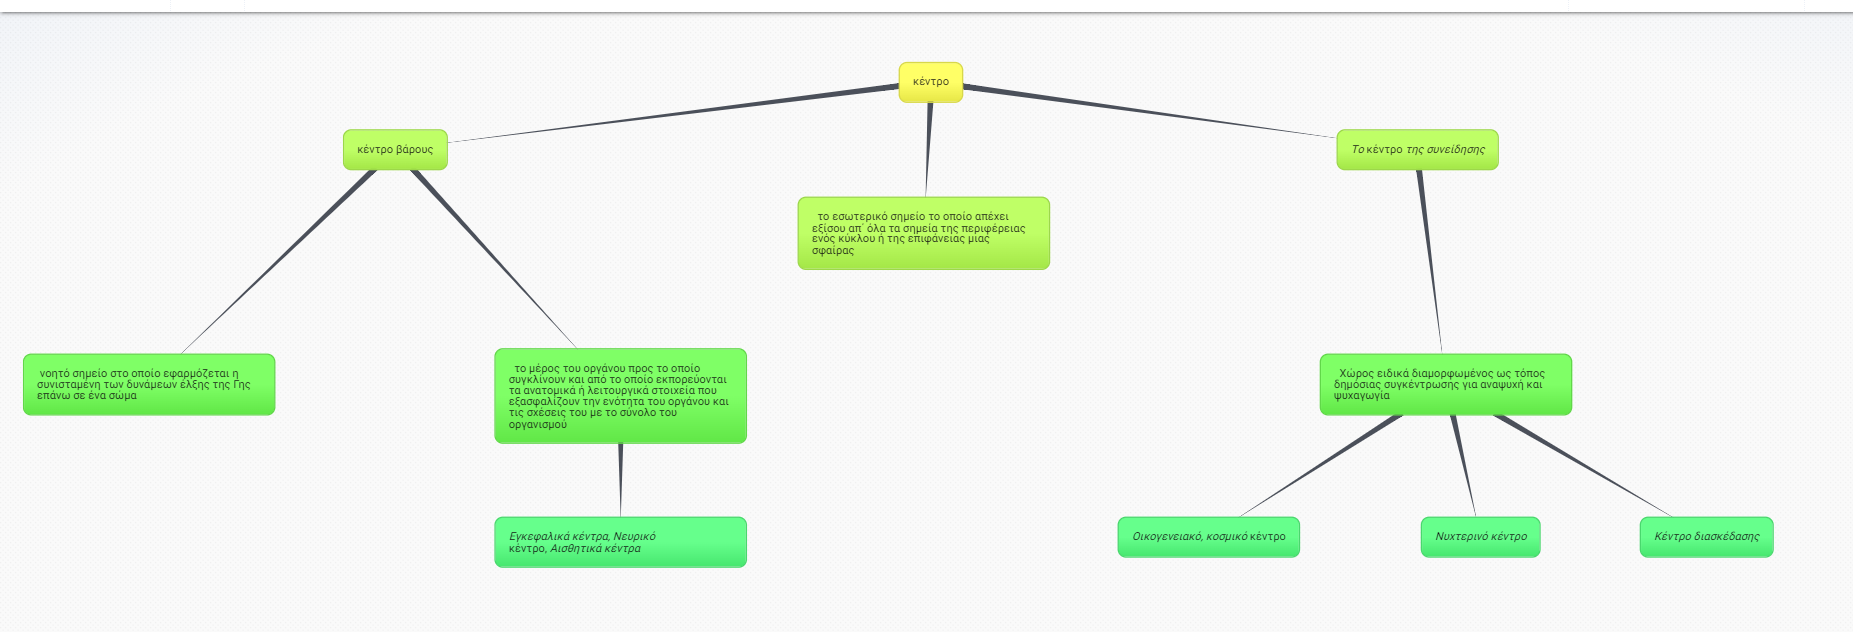 κέντρο
κέντρο βάρους
Το κέντρο της συνείδησης
το εσωτερικό σημείο το οποίο απέχει
εξίσου απ΄ όλα τα σημεία της περιφέρειας
ενός κύκλου ή της επιφάνειας μιας
σφαίρας
νοητό σημείο στο οποίο εφαρμόζεται η
συνισταμένη των δυνάμεων έλξης της Γης
επάνω σε ένα σώμα
το μέρος του οργάνου προς το οποίο
συγκλίνουν και από το οποίο εκπορεύονται
τα ανατομικά ή λειτουργικά στοιχεία που
εξασφαλίζουν την ενότητα του οργάνου και
τις σχέσεις του με το σύνολο του
οργανισμού
Χώρος ειδικά διαμορφωμένος ως τόπος
δημόσιας συγκέντρωσης για αναψυχή και
ψυχαγωγία
Εγκεφαλικά κέντρα, Νευρικό
κέντρο, Αισθητικά κέντρα
Οικογενειακό, κοσμικό κέντρο
Νυχτερινό κέντρο
Κέντρο διασκέδασης